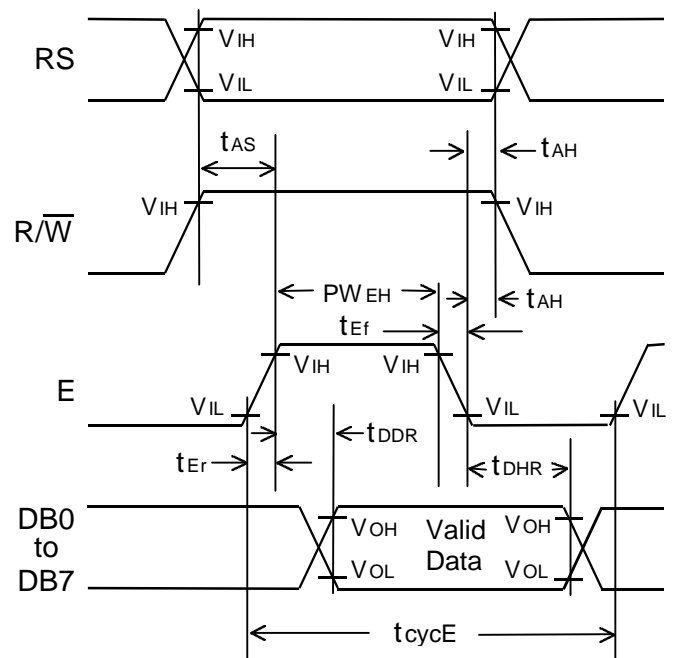 RS
VIH
VIH
VIL
VIL
tAS
tAH
R/W̅
VIH
VIH
PWEH
tAH
tEf
E
VIH
VIH
VIL
VIL
VIL
tDDR
tEr
tDHR
DB0
to
DB7
VOH
Valid
Data
VOH
VOL
VOL
tcycE